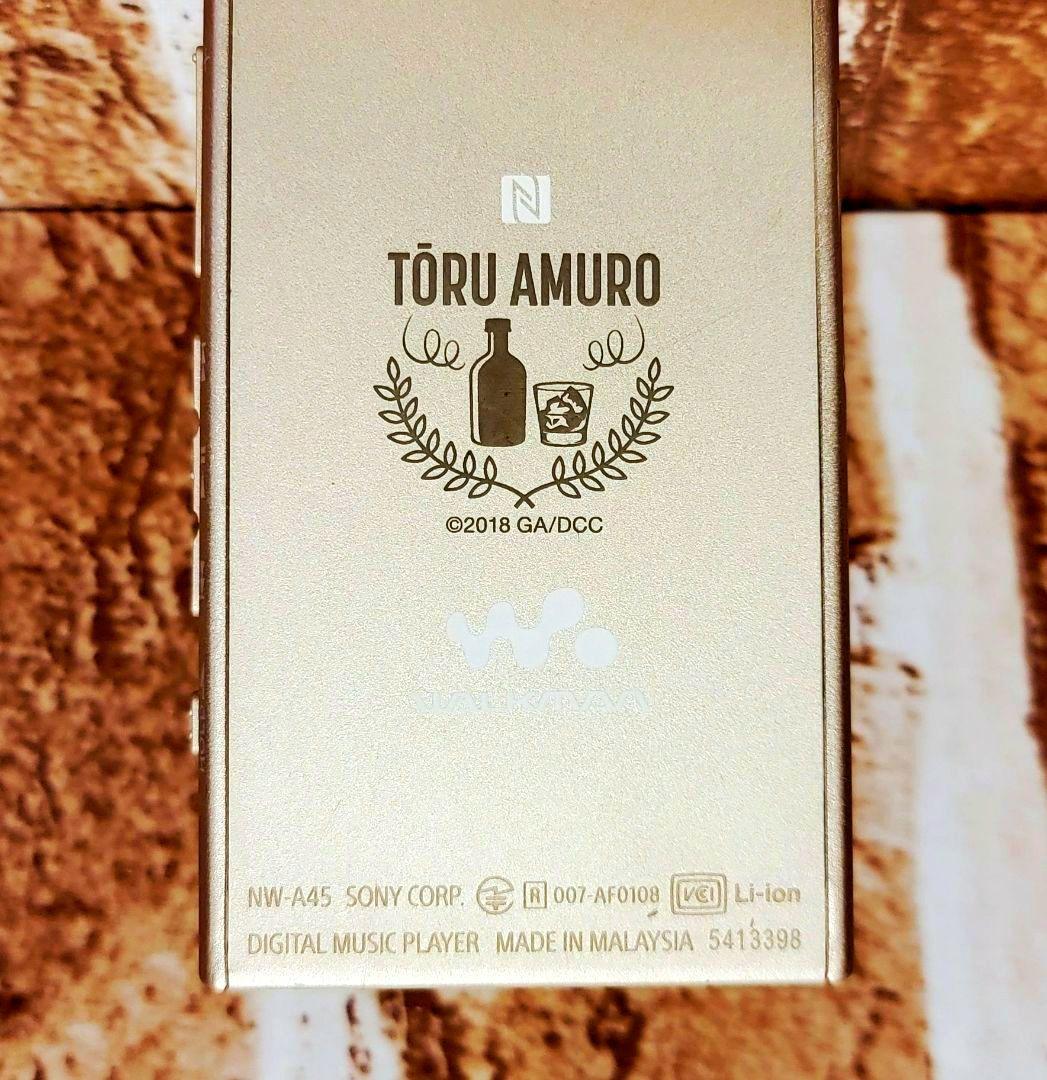 TŌRU AMURO
©2018 GA/DCC
WALKMAN
NW-A45 SONY CORP. R 007-AF0108 VCI Li-ion
DIGITAL MUSIC PLAYER MADE IN MALAYSIA 5413398